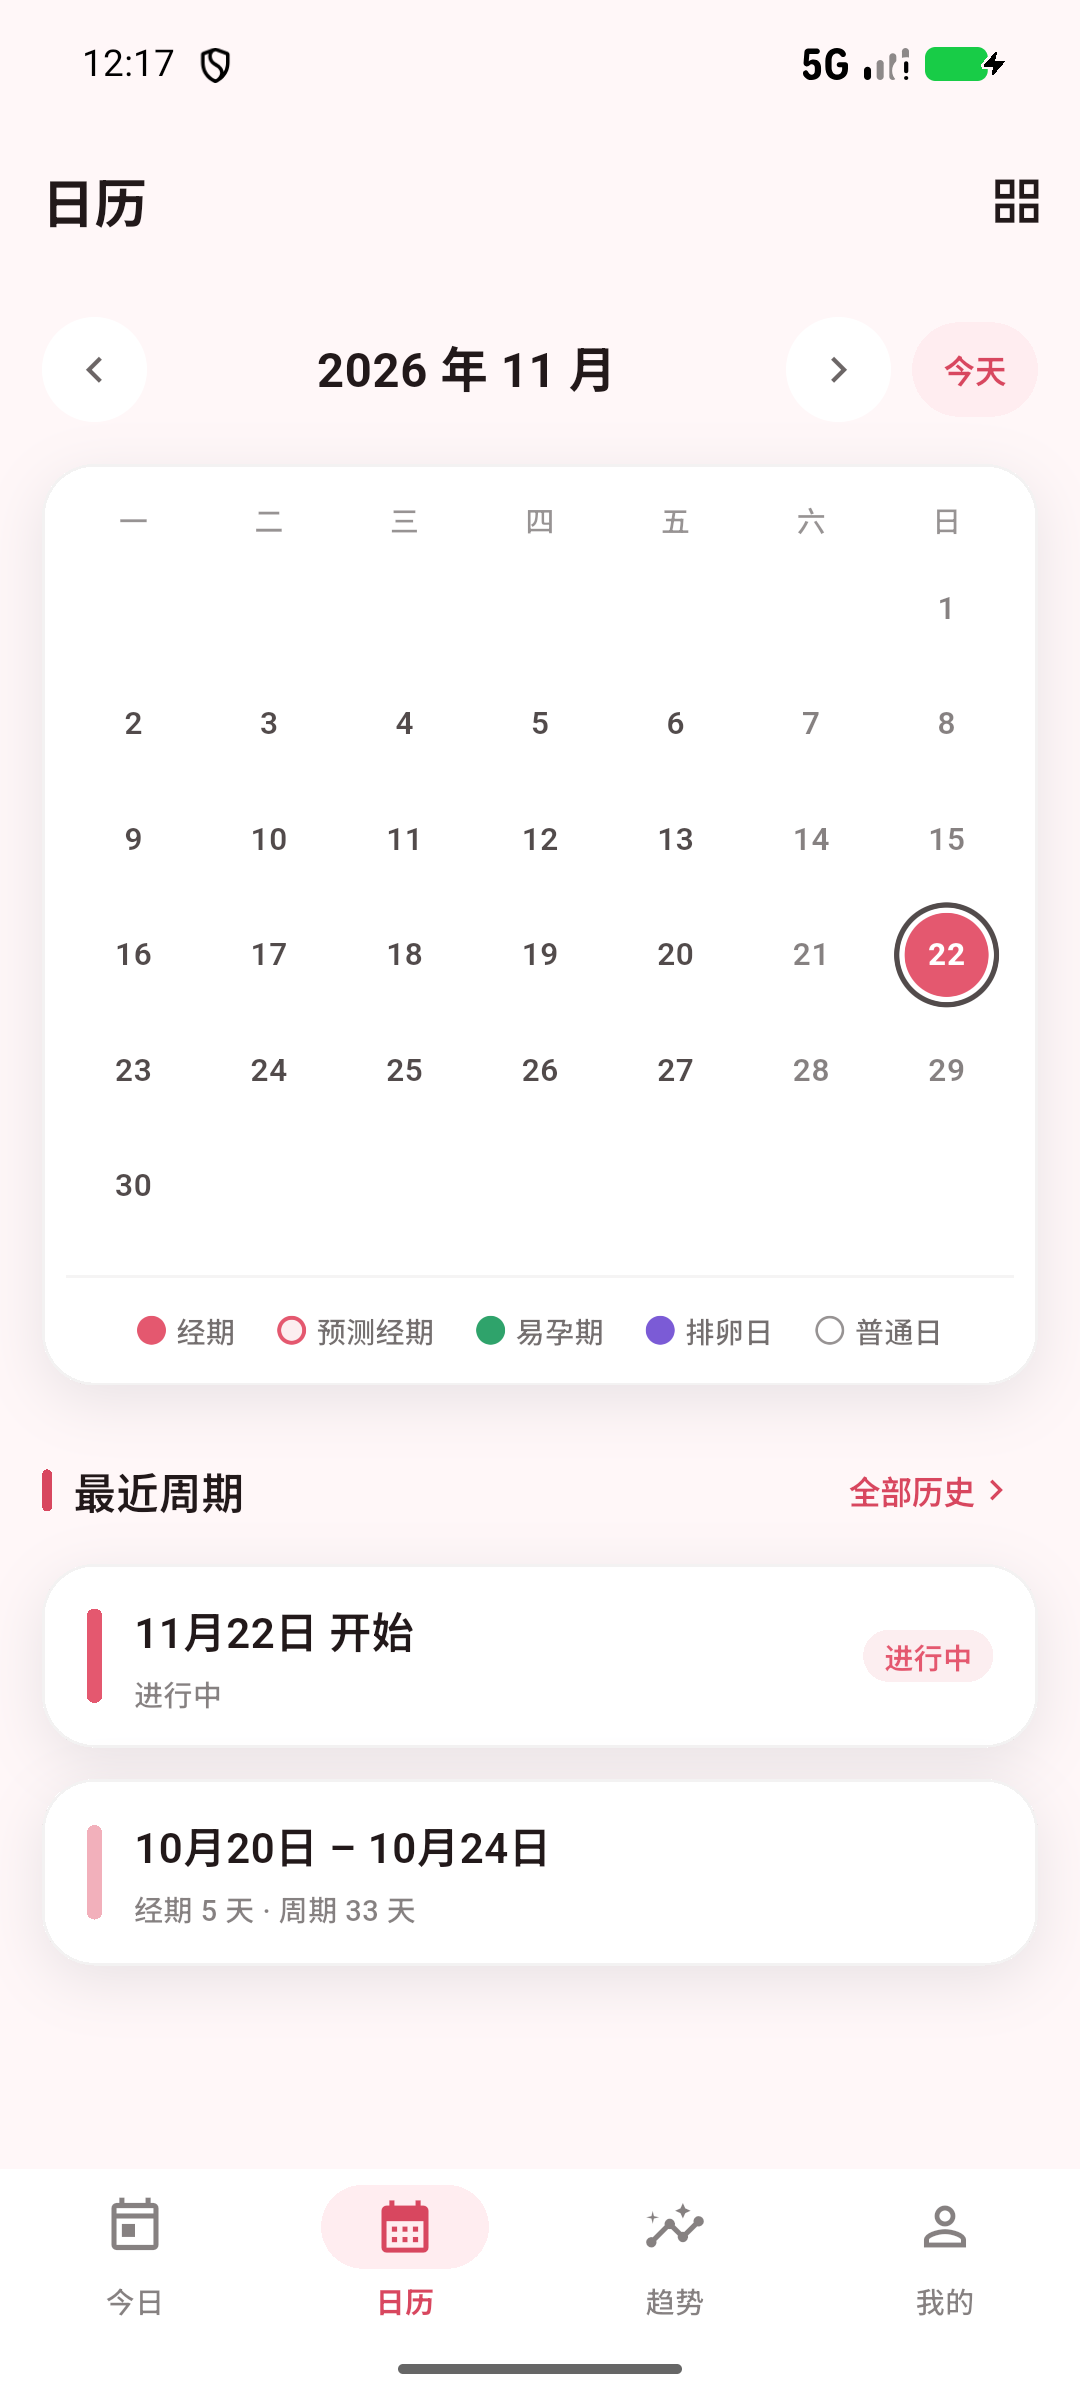 12:17 5G
日历
2026 年 11 月 今天
一 二 三 四 五 六 日
1
2 3 4 5 6 7 8
9 10 11 12 13 14 15
16 17 18 19 20 21 22
23 24 25 26 27 28 29
30
经期 预测经期 易孕期 排卵日 普通日
最近周期 全部历史
11月22日 开始
进行中
进行中
10月20日 – 10月24日
经期 5 天 · 周期 33 天
今日 日历 趋势 我的